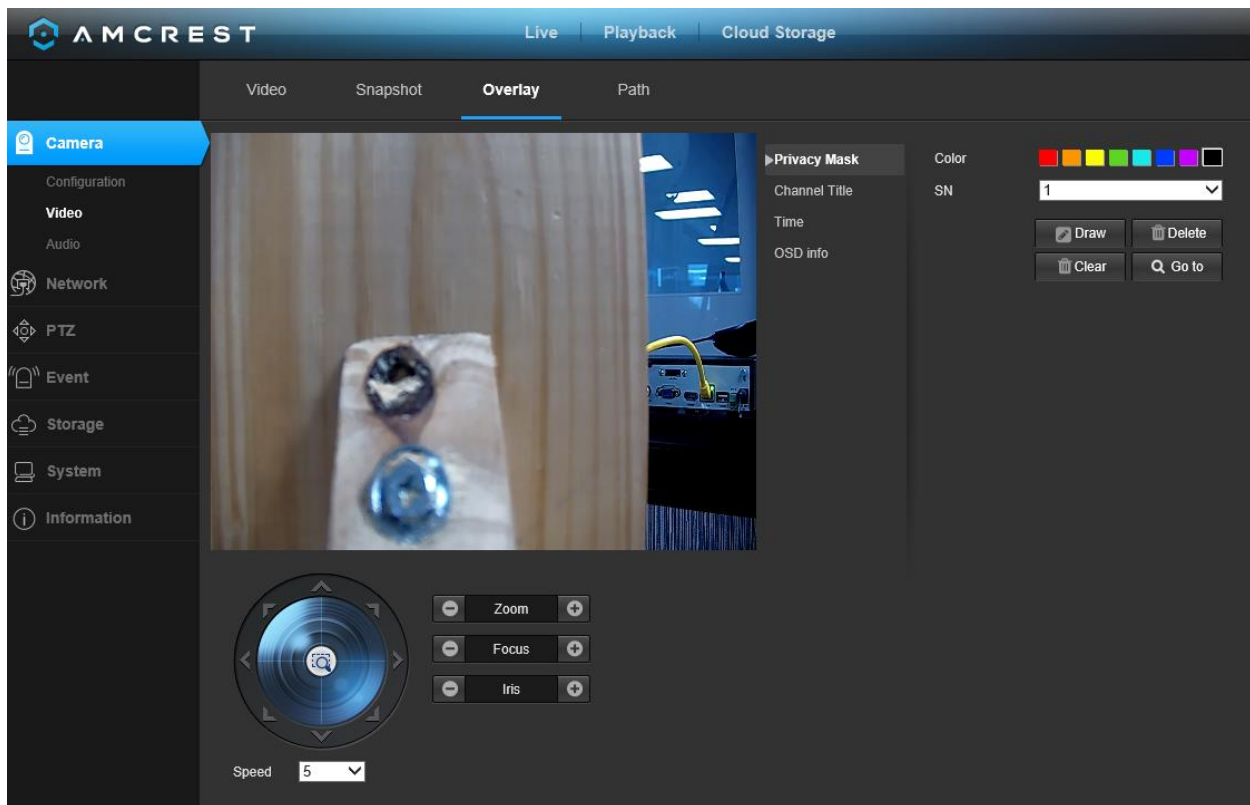 AMCREST
Live Playback Cloud Storage
Video Snapshot Overlay Path
Camera
Configuration
Video
Audio
Network
PTZ
Event
Storage
System
Information
Privacy Mask
Channel Title
Time
OSD info
Color
SN 1
Draw Delete
Clear Go to
Zoom
Focus
Iris
Speed 5